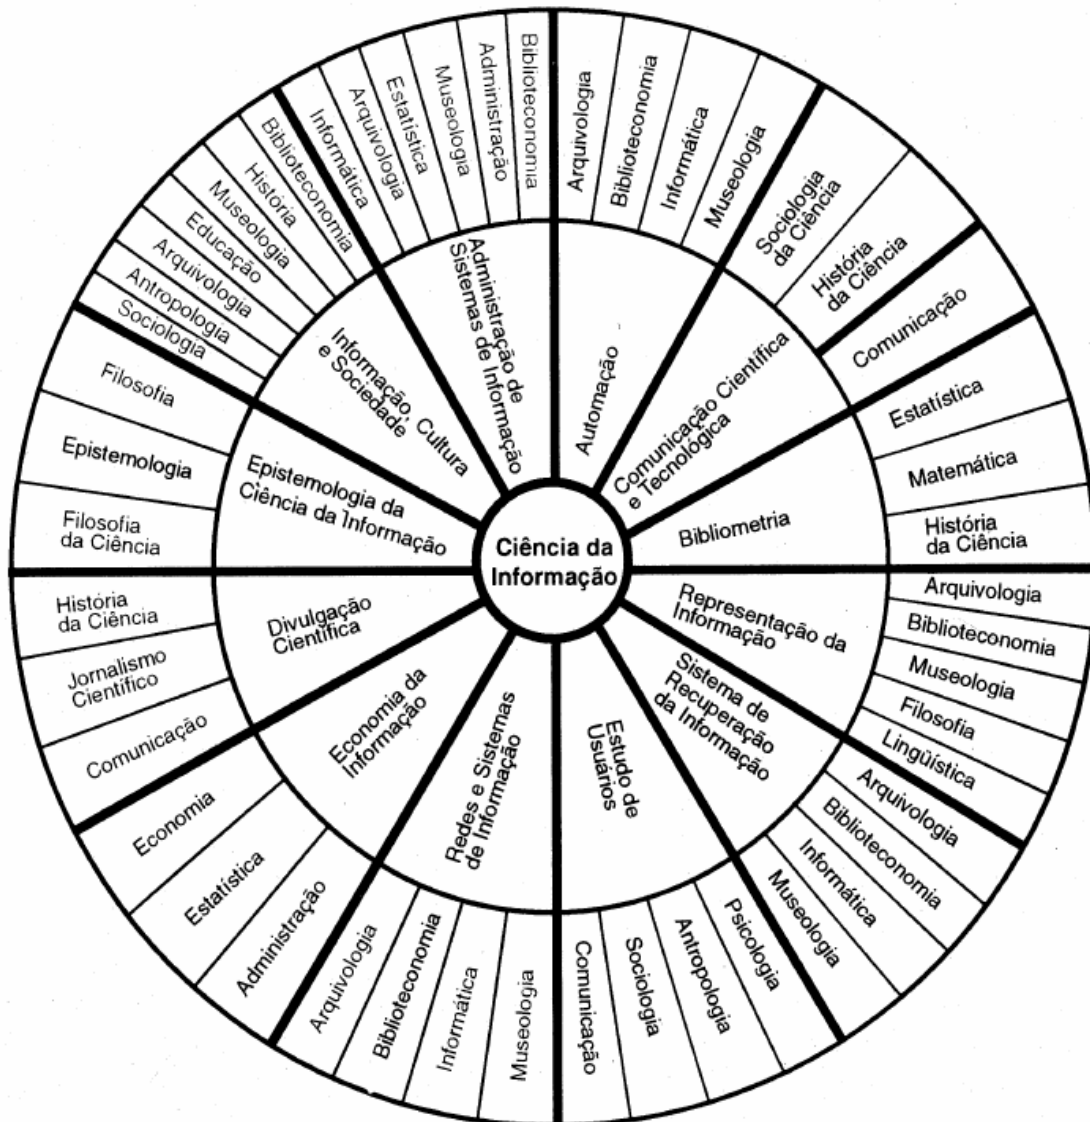 Ciência da
Informação
Automação
Arquivologia
Biblioteconomia
Informática
Museologia
Comunicação Científica
e Tecnológica
Sociologia
da Ciência
História
da Ciência
Comunicação
Bibliometria
Estatística
Matemática
História
da Ciência
Representação da
Informação
Arquivologia
Biblioteconomia
Museologia
Filosofia
Lingüística
Sistema de
Recuperação
da Informação
Arquivologia
Biblioteconomia
Informática
Museologia
Estudo de
Usuários
Psicologia
Antropologia
Sociologia
Comunicação
Redes e Sistemas
de Informação
Museologia
Informática
Biblioteconomia
Arquivologia
Economia da
Informação
Administração
Estatística
Economia
Divulgação
Científica
Comunicação
Jornalismo
Científico
História
da Ciência
Epistemologia da
Ciência da Informação
Filosofia
da Ciência
Epistemologia
Filosofia
Informação, Cultura
e Sociedade
Sociologia
Antropologia
Arquivologia
Educação
Museologia
História
Biblioteconomia
Administração de
Sistemas de Informação
Informática
Arquivologia
Estatística
Museologia
Administração
Biblioteconomia